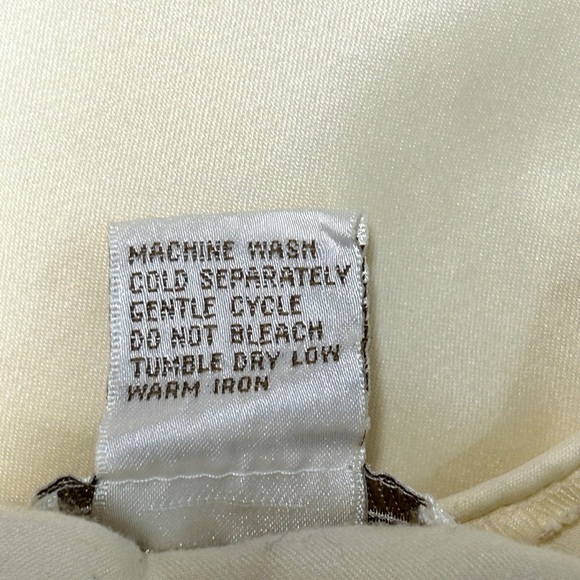 MACHINE WASH
COLD SEPARATELY
GENTLE CYCLE
DO NOT BLEACH
TUMBLE DRY LOW
WARM IRON